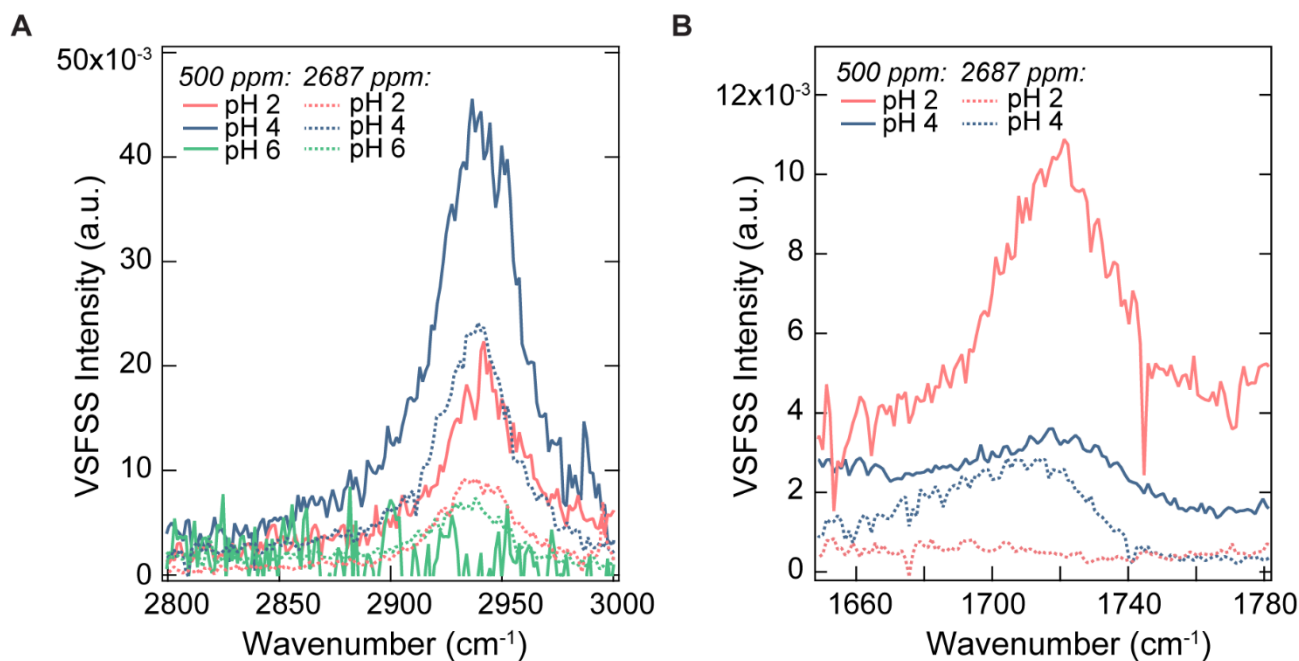 A
50x10⁻³
40
30
20
10
0
VSFSS Intensity (a.u.)
500 ppm: 2687 ppm:
pH 2 pH 2
pH 4 pH 4
pH 6 pH 6
2800 2850 2900 2950 3000
Wavenumber (cm⁻¹)
B
12x10⁻³
10
8
6
4
2
0
VSFSS Intensity (a.u.)
500 ppm: 2687 ppm:
pH 2 pH 2
pH 4 pH 4
1660 1700 1740 1780
Wavenumber (cm⁻¹)